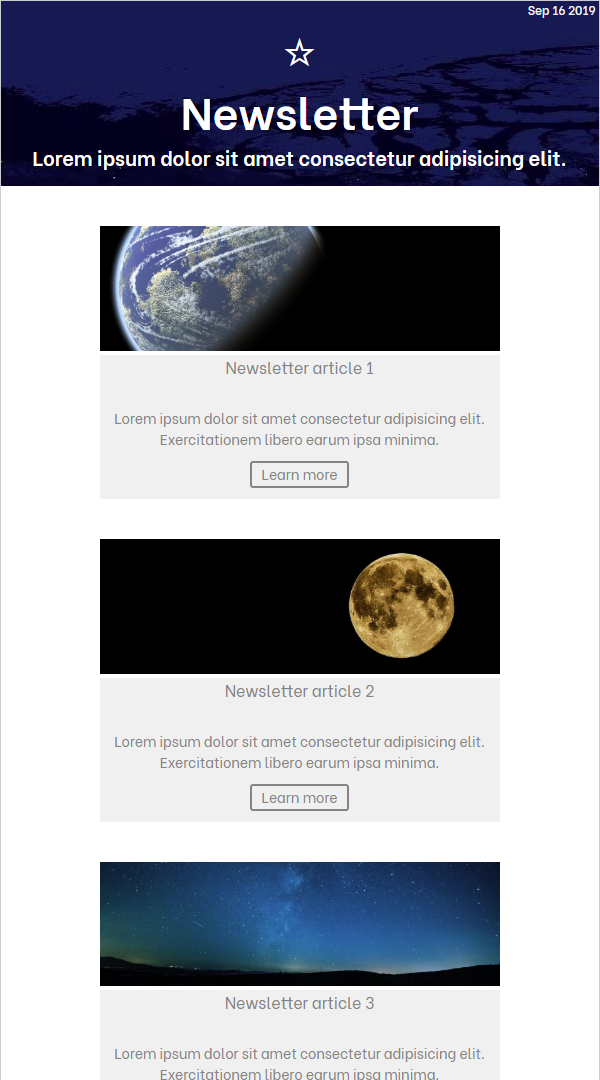 Sep 16 2019
Newsletter
Lorem ipsum dolor sit amet consectetur adipisicing elit.
Newsletter article 1
Lorem ipsum dolor sit amet consectetur adipisicing elit.
Exercitationem libero earum ipsa minima.
Learn more
Newsletter article 2
Lorem ipsum dolor sit amet consectetur adipisicing elit.
Exercitationem libero earum ipsa minima.
Learn more
Newsletter article 3
Lorem ipsum dolor sit amet consectetur adipisicing elit.
Exercitationem libero earum ipsa minima.